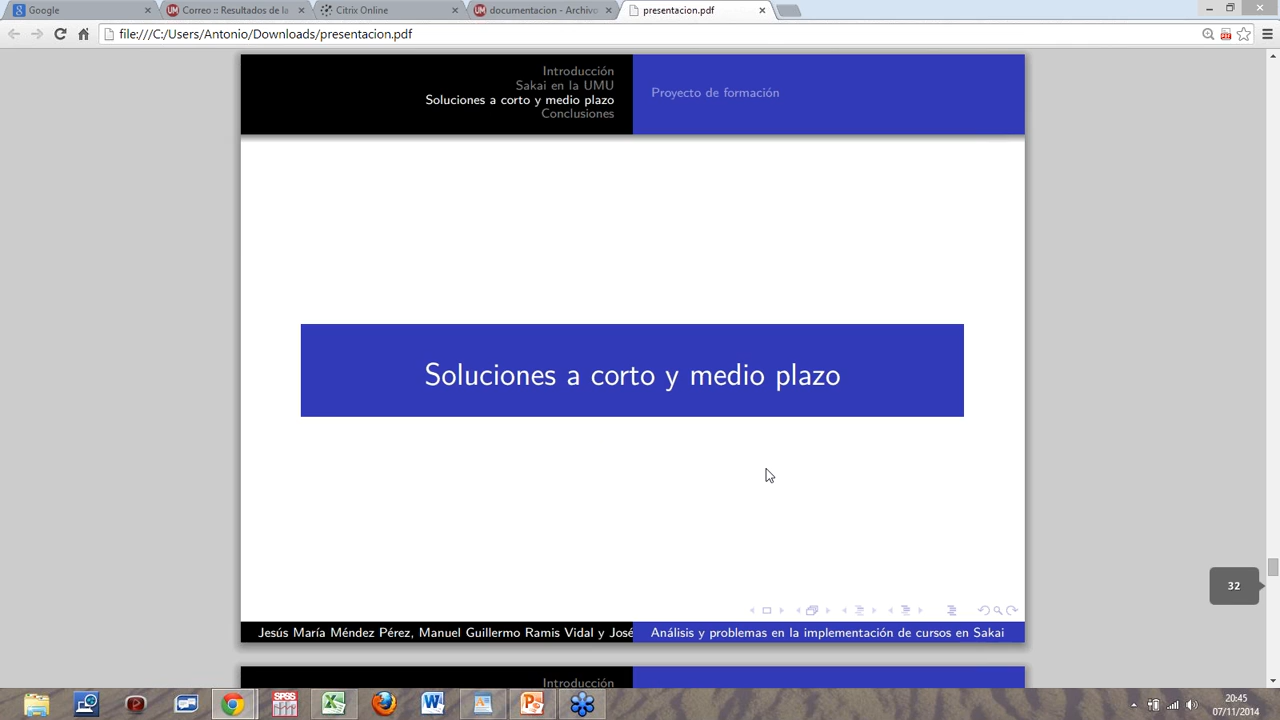 Google
Correo :: Resultados de la
Citrix Online
documentacion - Archivo
presentacion.pdf
file:///C:/Users/Antonio/Downloads/presentacion.pdf
Introducción
Sakai en la UMU
Soluciones a corto y medio plazo
Conclusiones
Proyecto de formación
Soluciones a corto y medio plazo
32
Jesús María Méndez Pérez, Manuel Guillermo Ramis Vidal y José
Análisis y problemas en la implementación de cursos en Sakai
Introducción
SPSS
20:45
07/11/2014